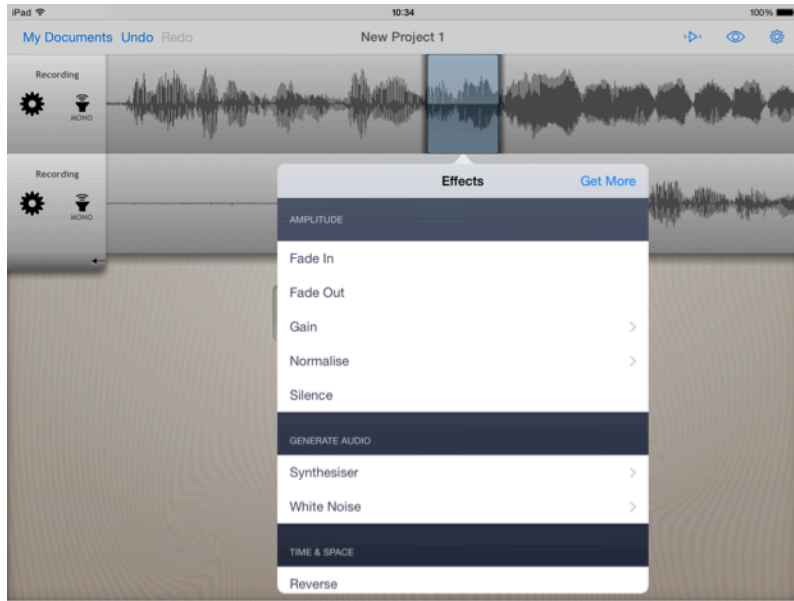 iPad 10:34 100%
My Documents Undo Redo New Project 1
Recording
MONO
Recording
MONO
Effects Get More
AMPLITUDE
Fade In
Fade Out
Gain
Normalise
Silence
GENERATE AUDIO
Synthesiser
White Noise
TIME & SPACE
Reverse